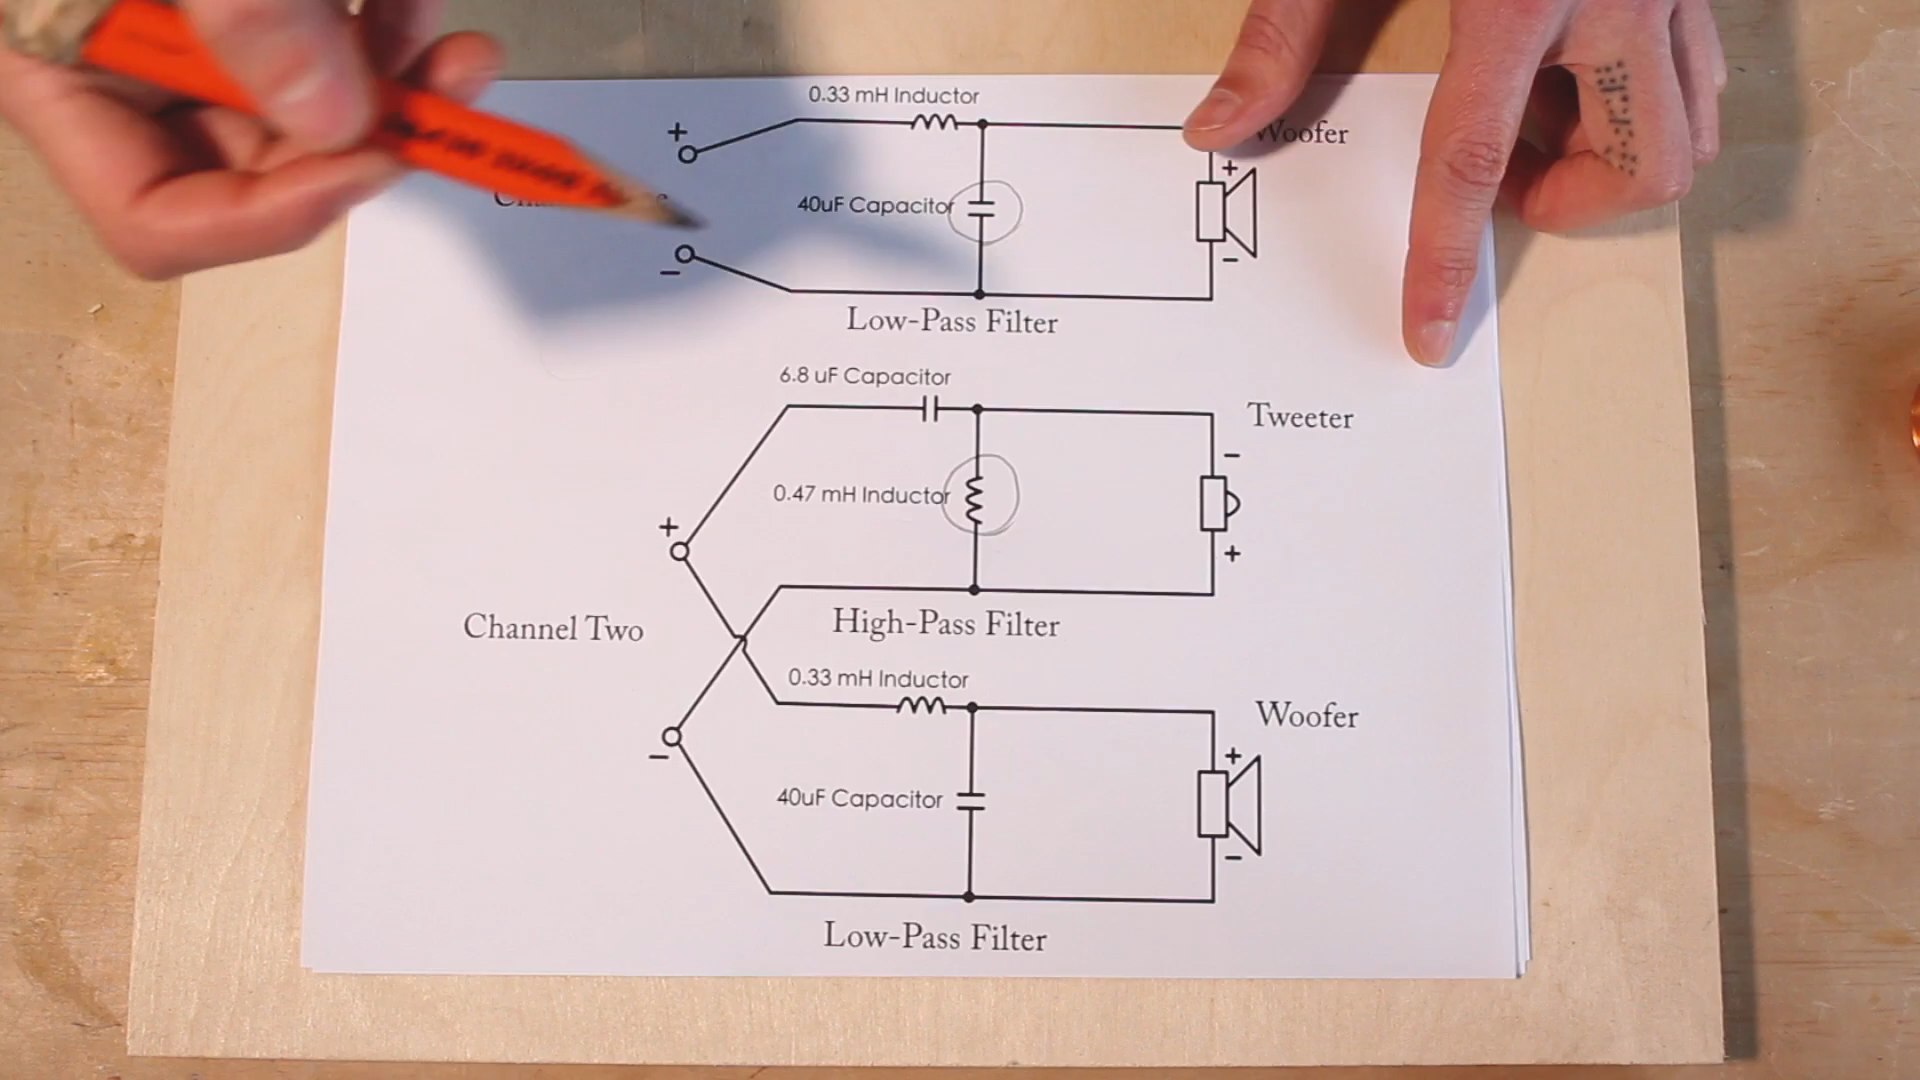 0.33 mH Inductor
+
Woofer
+
40uF Capacitor
−
−
Low-Pass Filter
6.8 uF Capacitor
Tweeter
−
0.47 mH Inductor
+
+
High-Pass Filter
Channel Two
0.33 mH Inductor
Woofer
+
−
40uF Capacitor
−
Low-Pass Filter